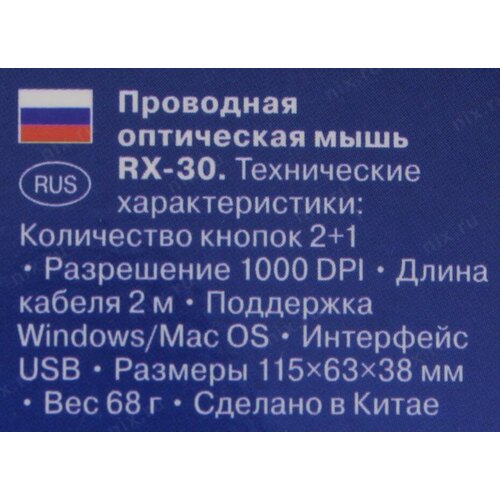 Проводная
оптическая мышь
RX-30. Технические
RUS
характеристики:
Количество кнопок 2+1
• Разрешение 1000 DPI • Длина
кабеля 2 м • Поддержка
Windows/Mac OS • Интерфейс
USB • Размеры 115×63×38 мм
• Вес 68 г • Сделано в Китае